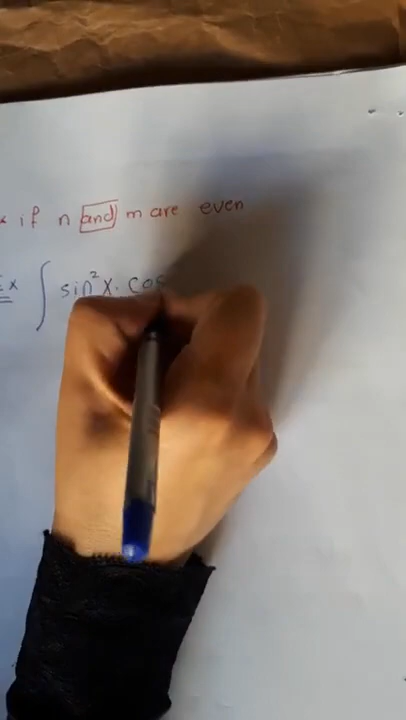 if n and m are even
Ex ∫ sin²x. cos